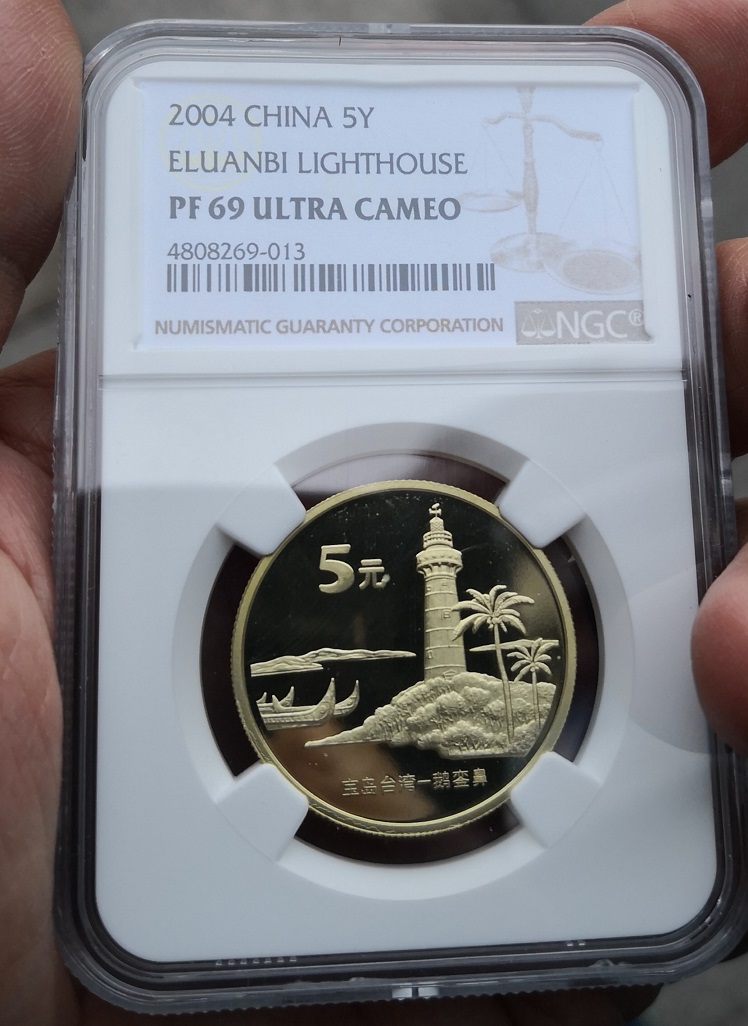 2004 CHINA 5Y
ELUANBI LIGHTHOUSE
PF 69 ULTRA CAMEO
4808269-013
NUMISMATIC GUARANTY CORPORATION
NGC®
5元
宝岛台湾—鹅銮鼻